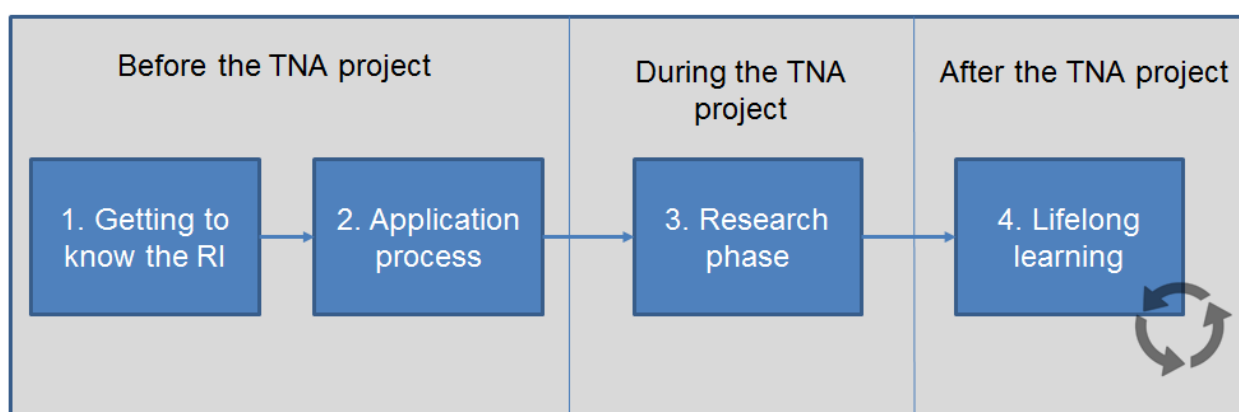 Before the TNA project
During the TNA
project
After the TNA project
1. Getting to
know the RI
2. Application
process
3. Research
phase
4. Lifelong
learning